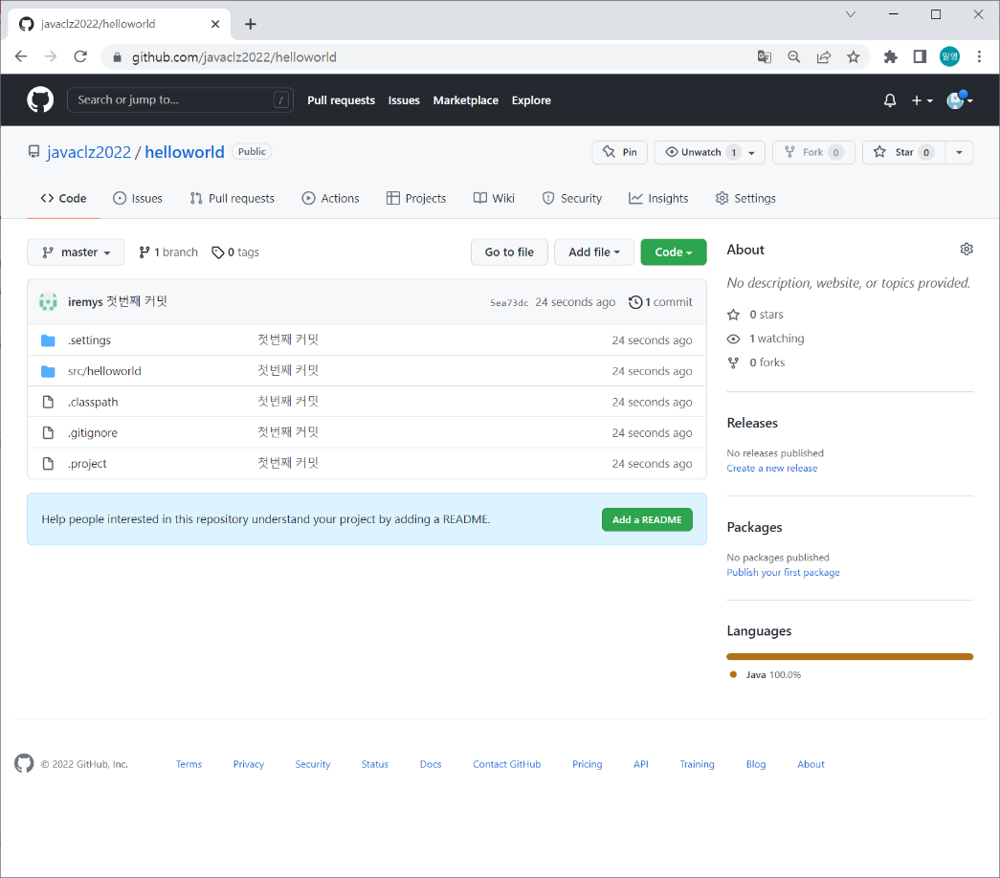 javaclz2022/helloworld
github.com/javaclz2022/helloworld
일영
Search or jump to... / Pull requests Issues Marketplace Explore
javaclz2022 / helloworld Public Pin Unwatch 1 Fork 0 Star 0
Code Issues Pull requests Actions Projects Wiki Security Insights Settings
master 1 branch 0 tags Go to file Add file Code
iremys 첫번째 커밋 5ea73dc 24 seconds ago 1 commit
.settings 첫번째 커밋 24 seconds ago
src/helloworld 첫번째 커밋 24 seconds ago
.classpath 첫번째 커밋 24 seconds ago
.gitignore 첫번째 커밋 24 seconds ago
.project 첫번째 커밋 24 seconds ago
Help people interested in this repository understand your project by adding a README. Add a README
About
No description, website, or topics provided.
0 stars
1 watching
0 forks
Releases
No releases published
Create a new release
Packages
No packages published
Publish your first package
Languages
Java 100.0%
© 2022 GitHub, Inc. Terms Privacy Security Status Docs Contact GitHub Pricing API Training Blog About